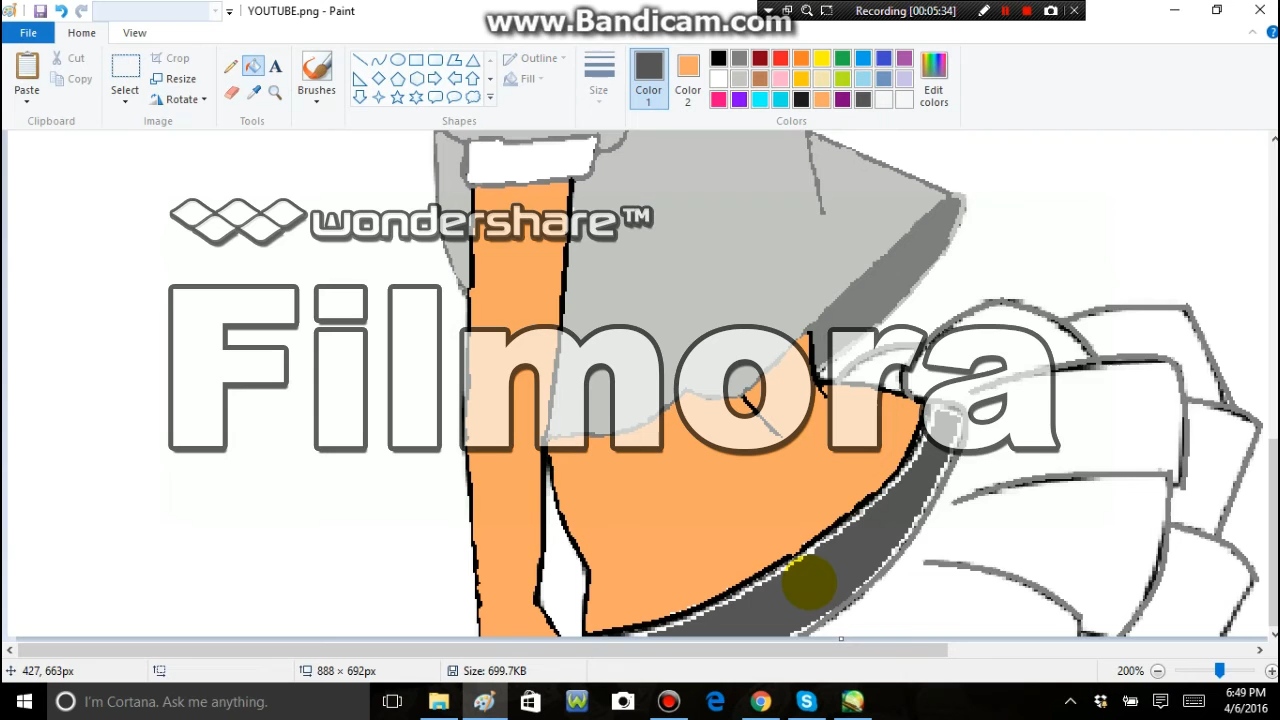 YOUTUBE.png - Paint
www.Bandicam.com
Recording [00:05:34]
File
Home
View
Paste
Cut
Copy
Clipboard
Select
Crop
Resize
Rotate
Image
A
Tools
Brushes
Outline
Fill
Shapes
Size
Color 1
Color 2
Edit colors
Colors
wondershare™
Filmora
427, 663px
888 × 692px
Size: 699.7KB
200%
I'm Cortana. Ask me anything.
6:49 PM
4/6/2016